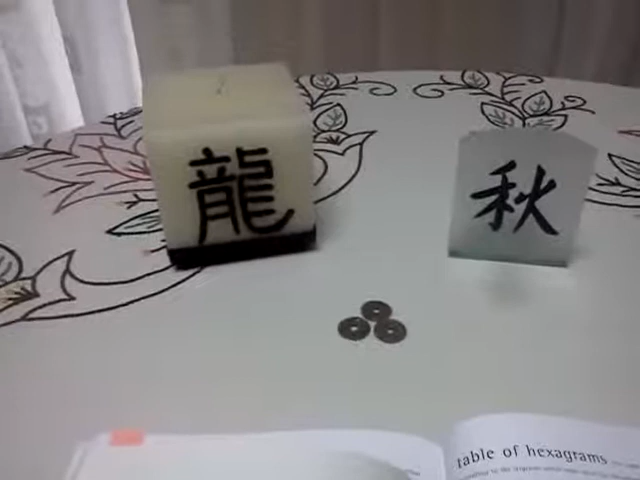 龍
秋
table of hexagrams